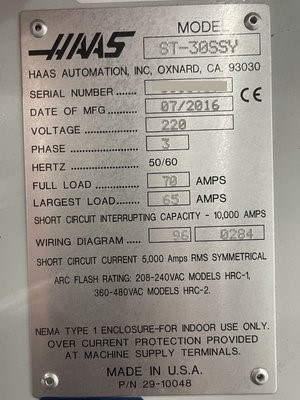 HAAS
MODEL
ST-30SSY
HAAS AUTOMATION, INC, OXNARD, CA. 93030
SERIAL NUMBER
CE
DATE OF MFG. 07/2016
VOLTAGE 220
PHASE 3
HERTZ 50/60
FULL LOAD 70 AMPS
LARGEST LOAD 65 AMPS
SHORT CIRCUIT INTERRUPTING CAPACITY - 10,000 AMPS
WIRING DIAGRAM 96 0284
SHORT CIRCUIT CURRENT 5,000 Amps RMS SYMMETRICAL
ARC FLASH RATING: 208-240VAC MODELS HRC-1,
360-480VAC MODELS HRC-2.
NEMA TYPE 1 ENCLOSURE-FOR INDOOR USE ONLY.
OVER CURRENT PROTECTION PROVIDED
AT MACHINE SUPPLY TERMINALS.
MADE IN U.S.A.
P/N 29-10048